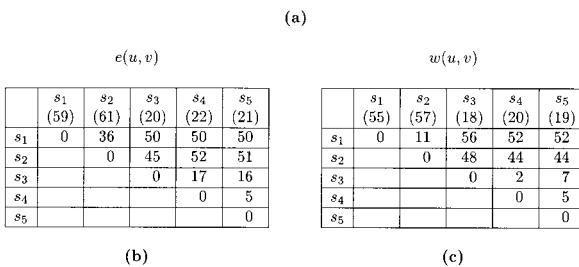 (a)
e(u, v)
s1 s2 s3 s4 s5
(59) (61) (20) (22) (21)
s1 0 36 50 50 50
s2 0 45 52 51
s3 0 17 16
s4 0 5
s5 0
(b)
w(u, v)
s1 s2 s3 s4 s5
(55) (57) (18) (20) (19)
s1 0 11 56 52 52
s2 0 48 44 44
s3 0 2 7
s4 0 5
s5 0
(c)